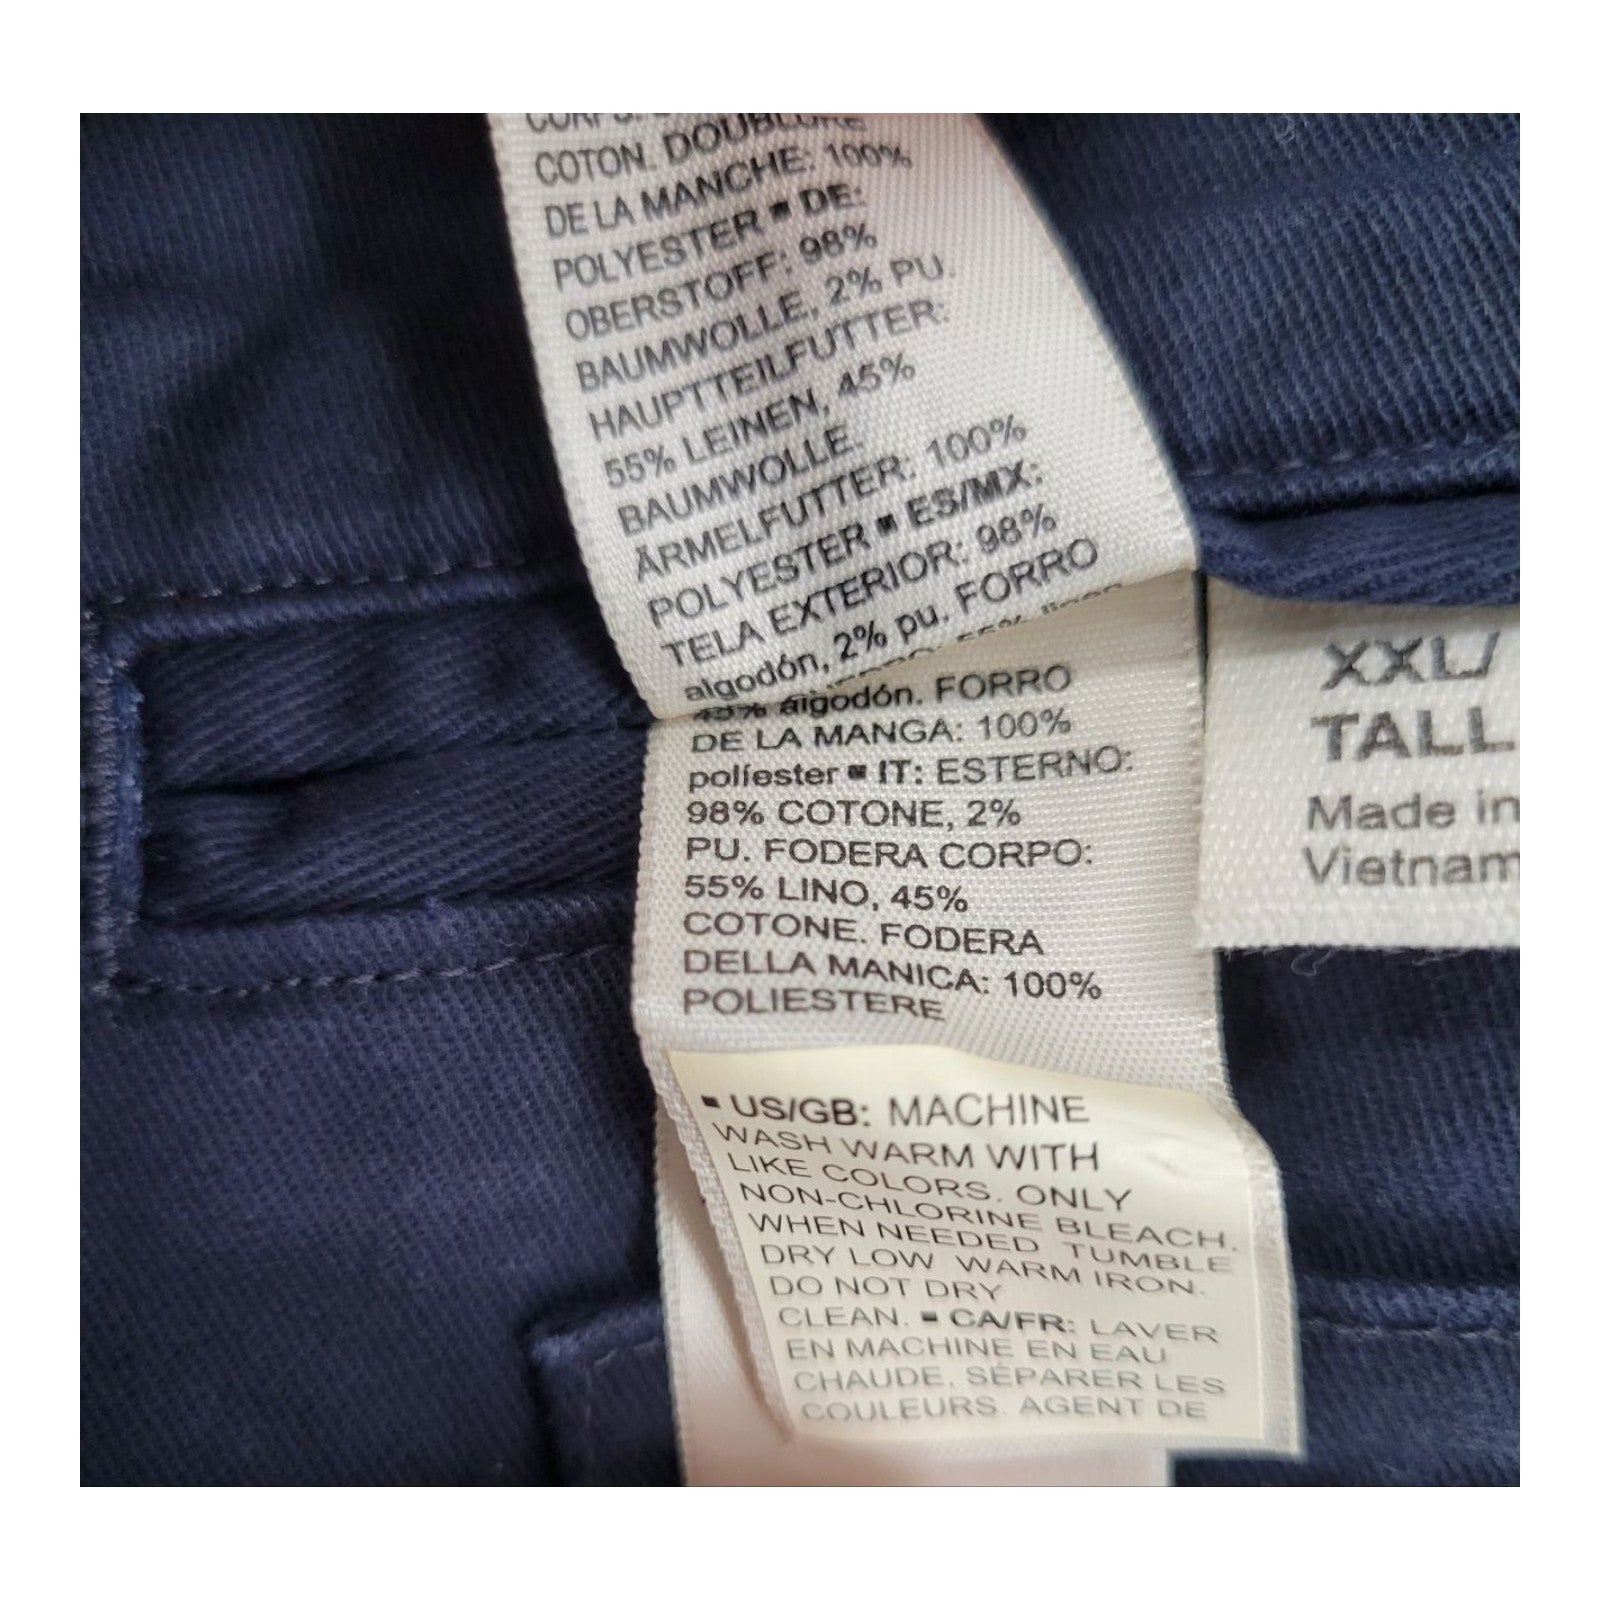 COTON. DOUBLURE
DE LA MANCHE: 100%
POLYESTER ■ DE:
OBERSTOFF: 98%
BAUMWOLLE, 2% PU.
HAUPTTEILFUTTER:
55% LEINEN, 45%
BAUMWOLLE.
ÄRMELFUTTER: 100%
POLYESTER ■ ES/MX:
TELA EXTERIOR: 98%
algodón, 2% pu. FORRO
55%
45% algodón. FORRO
DE LA MANGA: 100%
políester ■ IT: ESTERNO:
98% COTONE, 2%
PU. FODERA CORPO:
55% LINO, 45%
COTONE. FODERA
DELLA MANICA: 100%
POLIESTERE
■ US/GB: MACHINE
WASH WARM WITH
LIKE COLORS. ONLY
NON-CHLORINE BLEACH.
WHEN NEEDED TUMBLE
DRY LOW WARM IRON.
DO NOT DRY
CLEAN. ■ CA/FR: LAVER
EN MACHINE EN EAU
CHAUDE, SÉPARER LES
COULEURS. AGENT DE
XXL/
TALL
Made in
Vietnam